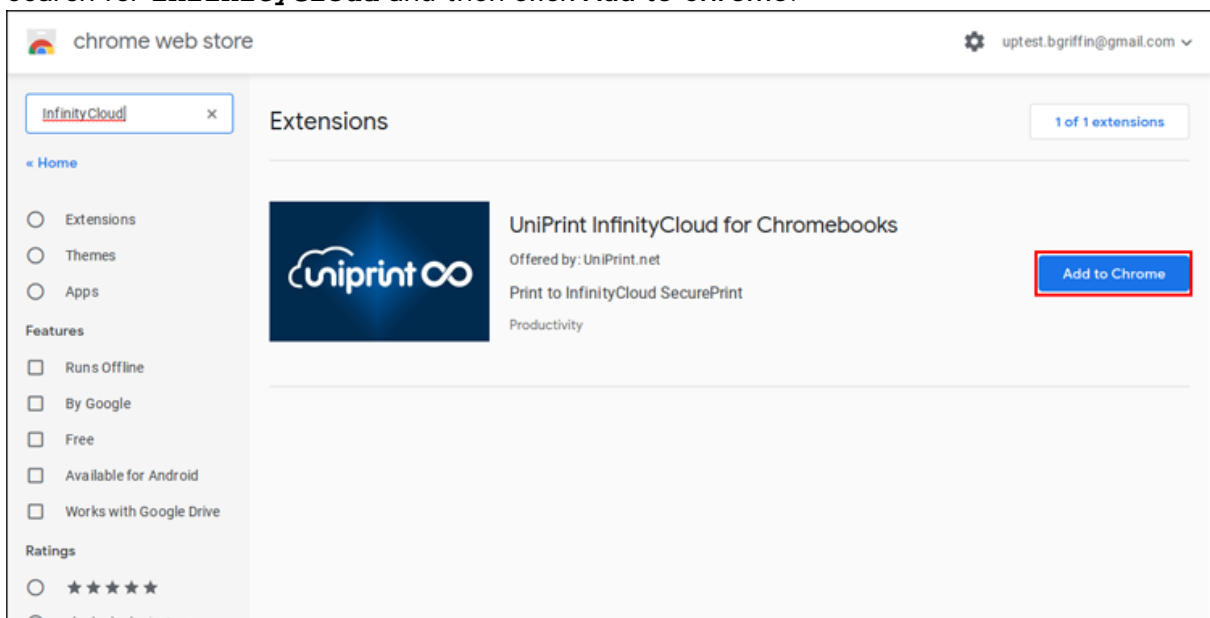 chrome web store
uptest.bgriffin@gmail.com
InfinityCloud
×
Extensions
1 of 1 extensions
« Home
Extensions
Themes
Apps
Features
Runs Offline
By Google
Free
Available for Android
Works with Google Drive
Ratings
uniprint
UniPrint InfinityCloud for Chromebooks
Offered by: UniPrint.net
Print to InfinityCloud SecurePrint
Productivity
Add to Chrome